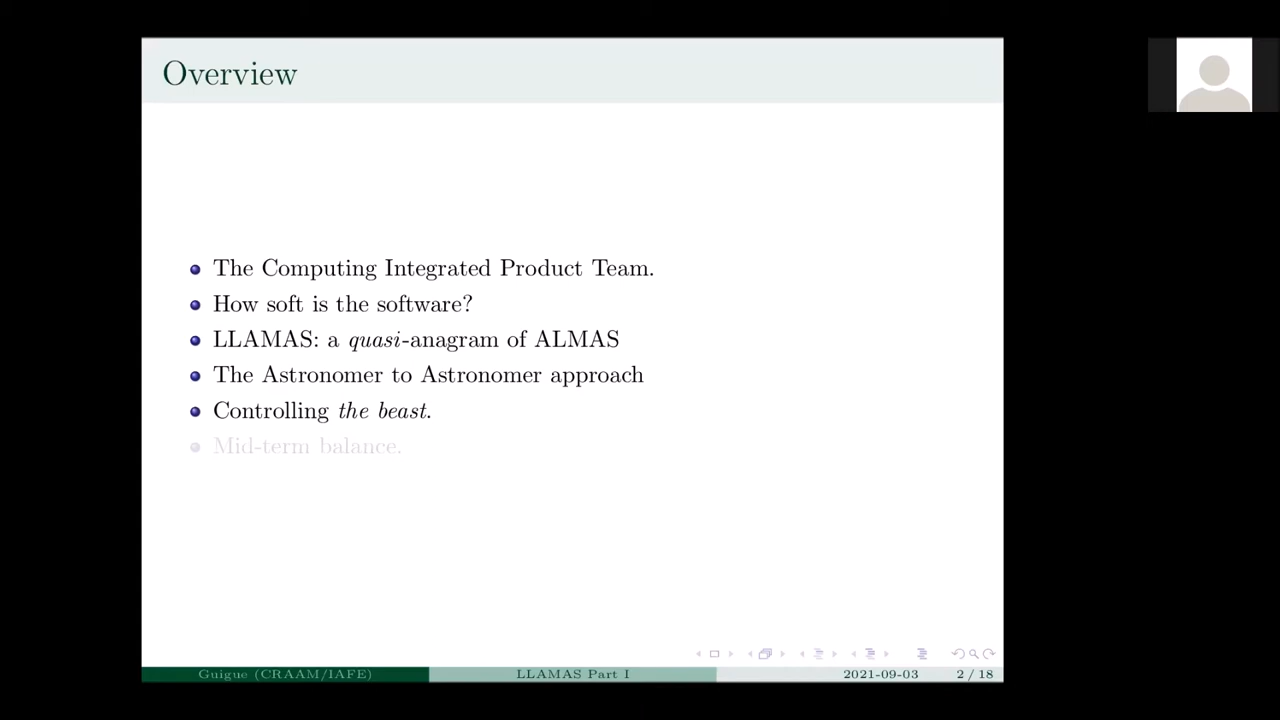 Overview
The Computing Integrated Product Team.
How soft is the software?
LLAMAS: a quasi-anagram of ALMAS
The Astronomer to Astronomer approach
Controlling the beast.
Mid-term balance.
Guigue (CRAAM/IAFE) LLAMAS Part I 2021-09-03 2 / 18